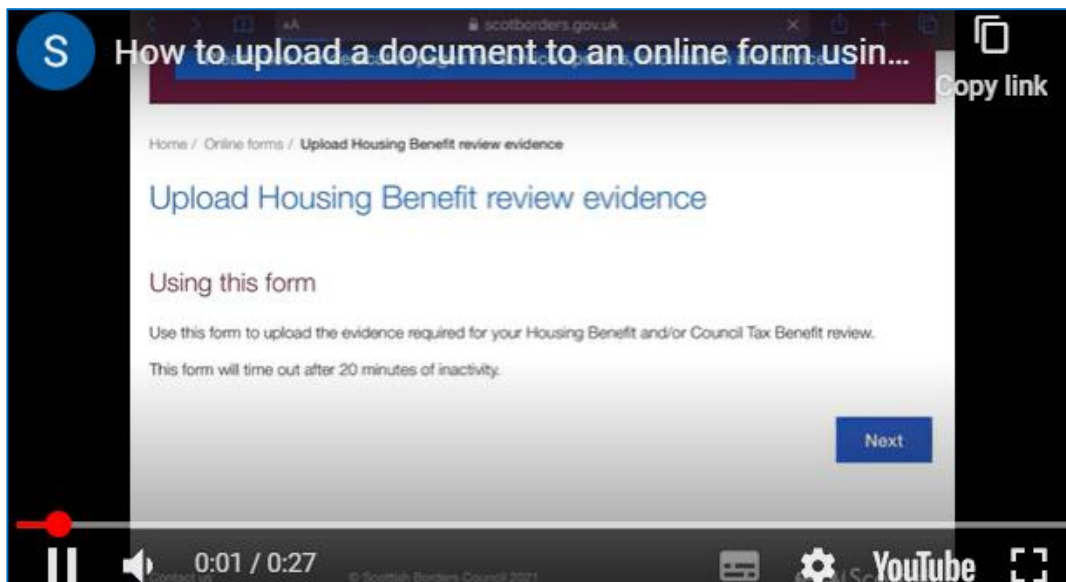 scotborders.gov.uk
S
How to upload a document to an online form usin...
Copy link
Home / Online forms / Upload Housing Benefit review evidence
Upload Housing Benefit review evidence
Using this form
Use this form to upload the evidence required for your Housing Benefit and/or Council Tax Benefit review.
This form will time out after 20 minutes of inactivity.
Next
0:01 / 0:27
YouTube
Contact us
© Scottish Borders Council 2021